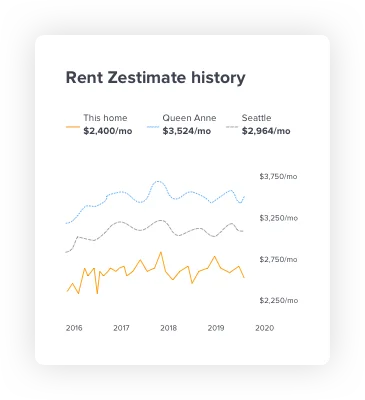 Rent Zestimate history
This home Queen Anne Seattle
$2,400/mo $3,524/mo $2,964/mo
$3,750/mo
$3,250/mo
$2,750/mo
$2,250/mo
2016 2017 2018 2019 2020